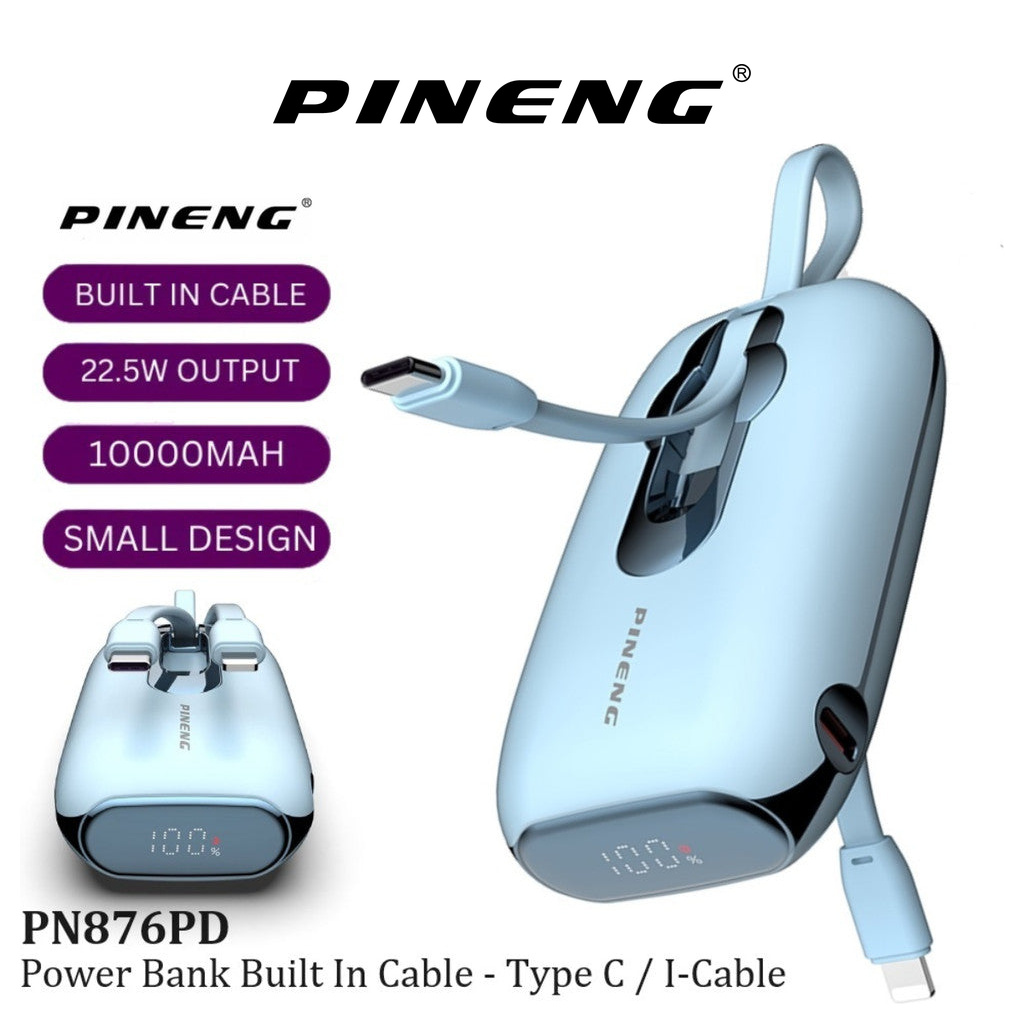 PINENG®
PINENG®
BUILT IN CABLE
22.5W OUTPUT
10000MAH
SMALL DESIGN
PINENG
PINENG
100%
%
PN876PD
Power Bank Built In Cable - Type C / I-Cable